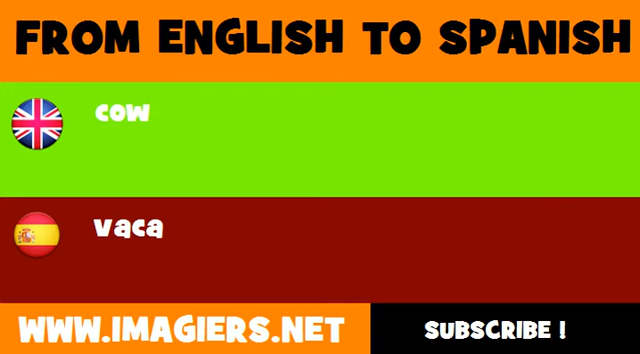 FROM ENGLISH TO SPANISH
cow
vaca
WWW.IMAGIERS.NET
SUBSCRIBE !